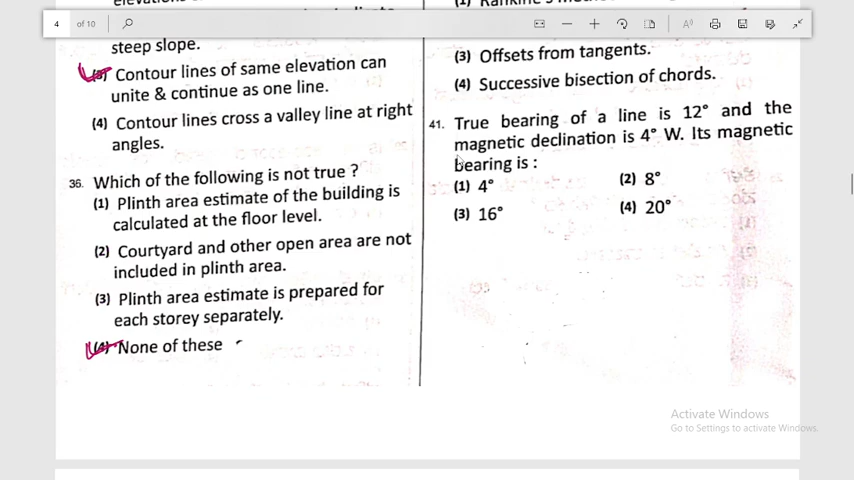 4 of 10
steep slope.
(3) Contour lines of same elevation can
unite & continue as one line.
(4) Contour lines cross a valley line at right
angles.
36. Which of the following is not true ?
(1) Plinth area estimate of the building is
calculated at the floor level.
(2) Courtyard and other open area are not
included in plinth area.
(3) Plinth area estimate is prepared for
each storey separately.
(4) None of these
(3) Offsets from tangents.
(4) Successive bisection of chords.
41. True bearing of a line is 12° and the
magnetic declination is 4° W. Its magnetic
bearing is :
(1) 4°
(2) 8°
(3) 16°
(4) 20°
Activate Windows
Go to Settings to activate Windows.